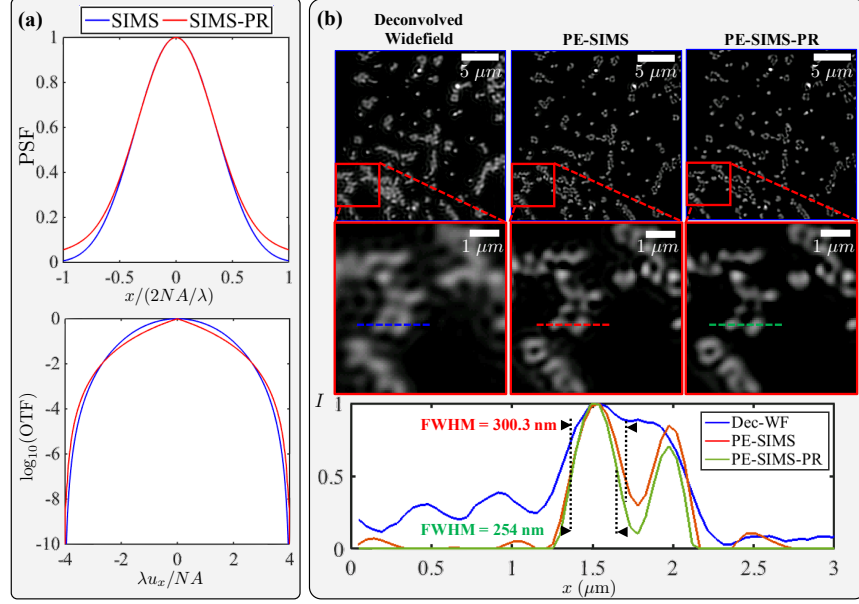 (a)
SIMS
SIMS-PR
1
0.8
0.6
0.4
0.2
0
PSF
-1
-0.5
0
0.5
1
x/(2NA/λ)
0
-2
-4
-6
-8
-10
log₁₀(OTF)
-4
-2
0
2
4
λuₓ/NA
(b)
Deconvolved
Widefield
PE-SIMS
PE-SIMS-PR
5 μm
5 μm
5 μm
1 μm
1 μm
1 μm
I
1
0.5
0
FWHM = 300.3 nm
FWHM = 254 nm
Dec-WF
PE-SIMS
PE-SIMS-PR
0
0.5
1
1.5
2
2.5
3
x (μm)